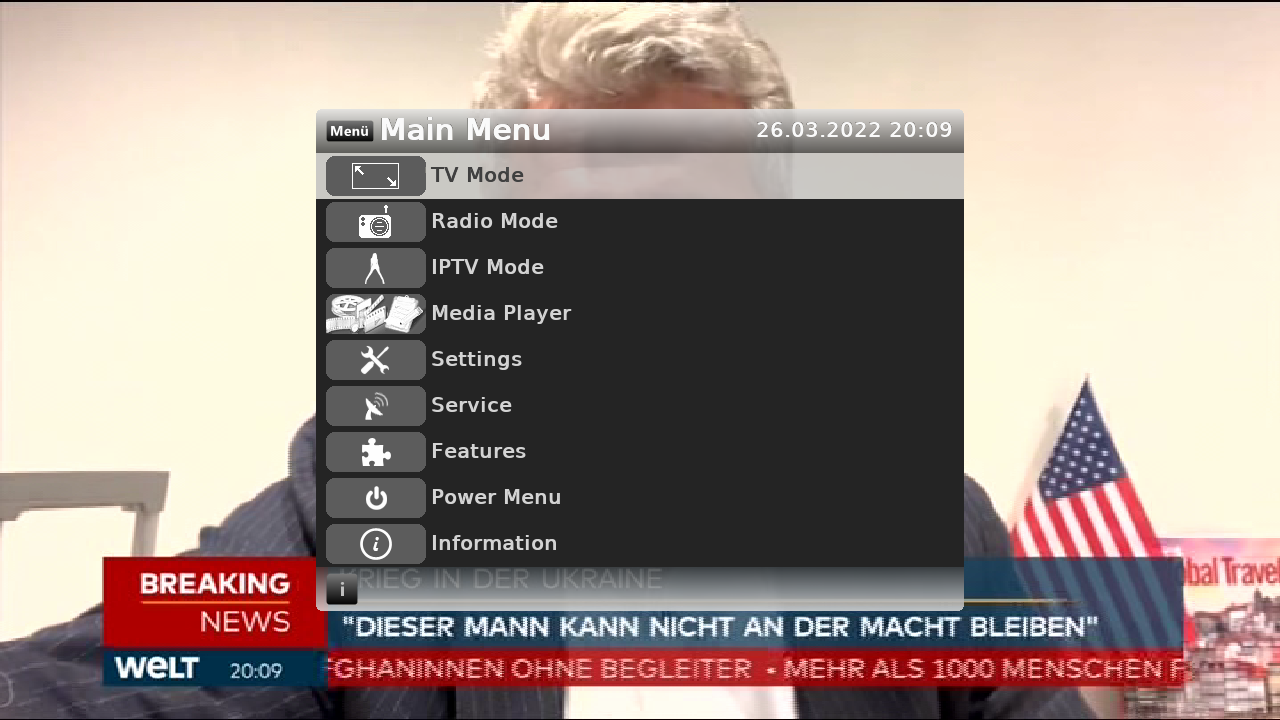 Menü Main Menu 26.03.2022 20:09
TV Mode
Radio Mode
IPTV Mode
Media Player
Settings
Service
Features
Power Menu
Information
i
KRIEG IN DER UKRAINE
BREAKING
NEWS
"DIESER MANN KANN NICHT AN DER MACHT BLEIBEN"
Global Travel
WELT 20:09
FGHANINNEN OHNE BEGLEITER • MEHR ALS 1000 MENSCHEN F